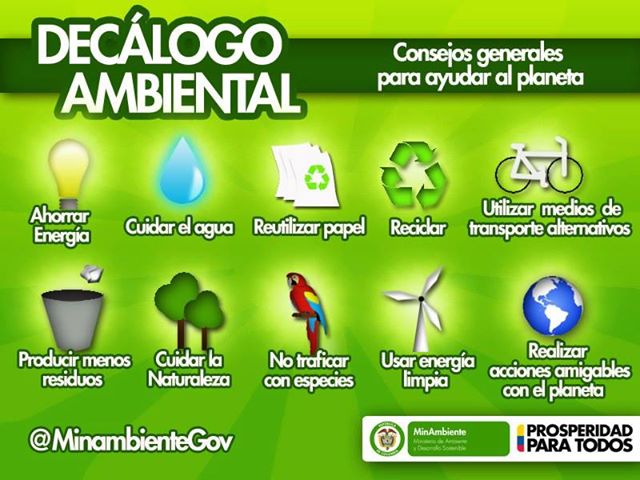 DECÁLOGO
AMBIENTAL
Consejos generales
para ayudar al planeta
Ahorrar
Energía
Cuidar el agua
Reutilizar papel
Reciclar
Utilizar medios de
transporte alternativos
Producir menos
residuos
Cuidar la
Naturaleza
No traficar
con especies
Usar energía
limpia
Realizar
acciones amigables
con el planeta
@MinambienteGov
MinAmbiente
Ministerio de Ambiente
y Desarrollo Sostenible
PROSPERIDAD
PARA TODOS